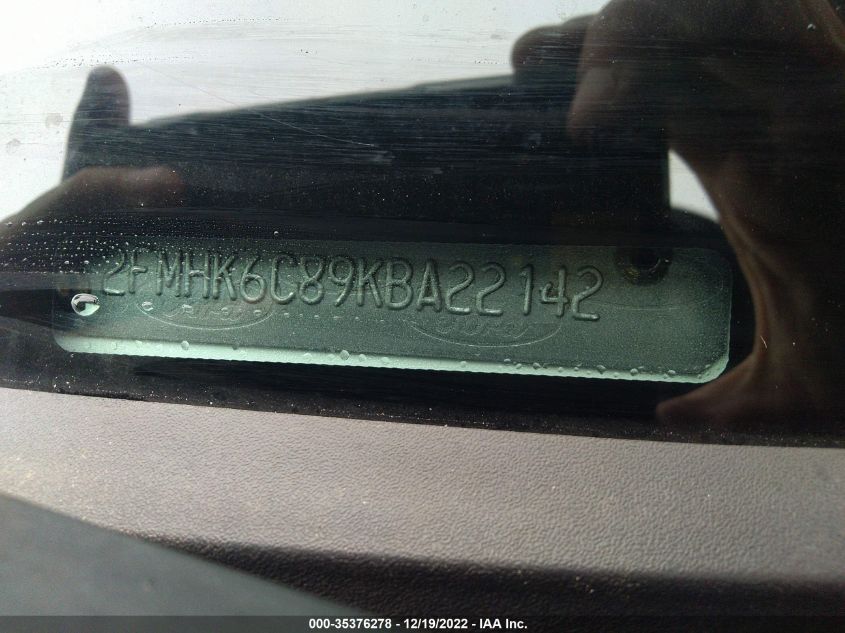 2FMHK6C89KBA22142
000-35376278 - 12/19/2022 - IAA Inc.